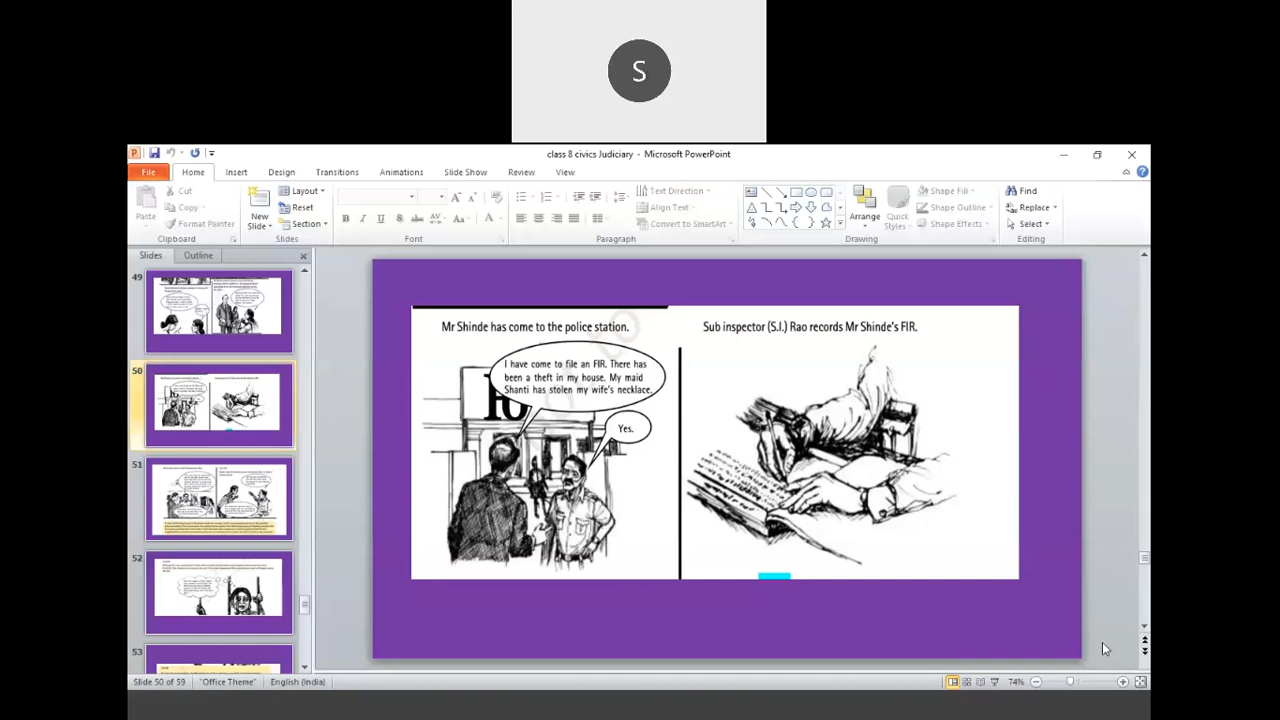 S
class 8 civics Judiciary - Microsoft PowerPoint
File Home Insert Design Transitions Animations Slide Show Review View
Cut
Copy
Format Painter
Paste
Clipboard
New
Slide
Layout
Reset
Section
Slides
Font
Text Direction
Align Text
Convert to SmartArt
Paragraph
Arrange
Quick
Styles
Shape Fill
Shape Outline
Shape Effects
Drawing
Find
Replace
Select
Editing
Slides Outline
49
50
51
52
53
Mr Shinde has come to the police station.
I have come to file an FIR. There has
been a theft in my house. My maid
Shanti has stolen my wife's necklace.
Yes.
Sub inspector (S.I.) Rao records Mr Shinde's FIR.
Slide 50 of 59 "Office Theme" English (India) 74%